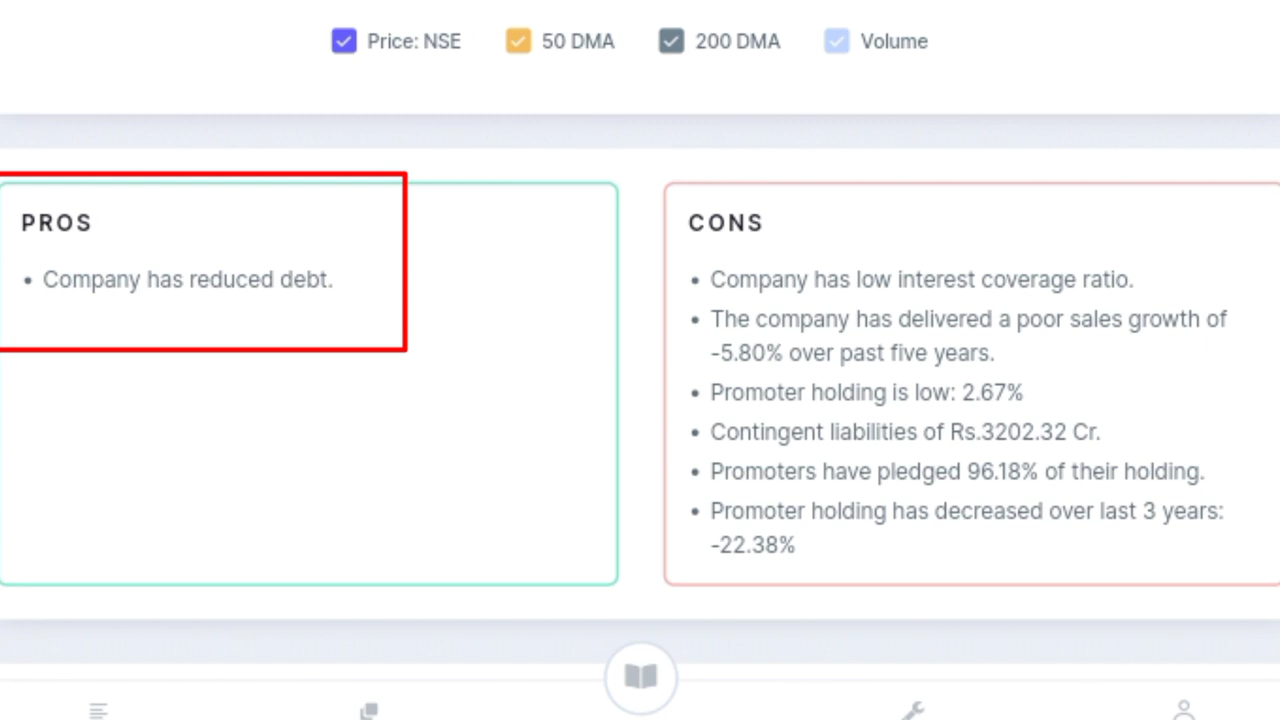 Price: NSE 50 DMA 200 DMA Volume
PROS
• Company has reduced debt.
CONS
• Company has low interest coverage ratio.
• The company has delivered a poor sales growth of
-5.80% over past five years.
• Promoter holding is low: 2.67%
• Contingent liabilities of Rs.3202.32 Cr.
• Promoters have pledged 96.18% of their holding.
• Promoter holding has decreased over last 3 years:
-22.38%